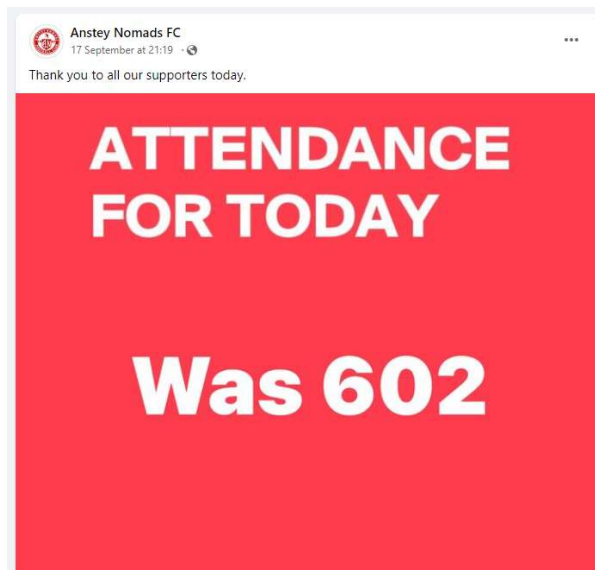 Anstey Nomads FC
17 September at 21:19 ·
Thank you to all our supporters today.
ATTENDANCE
FOR TODAY
Was 602